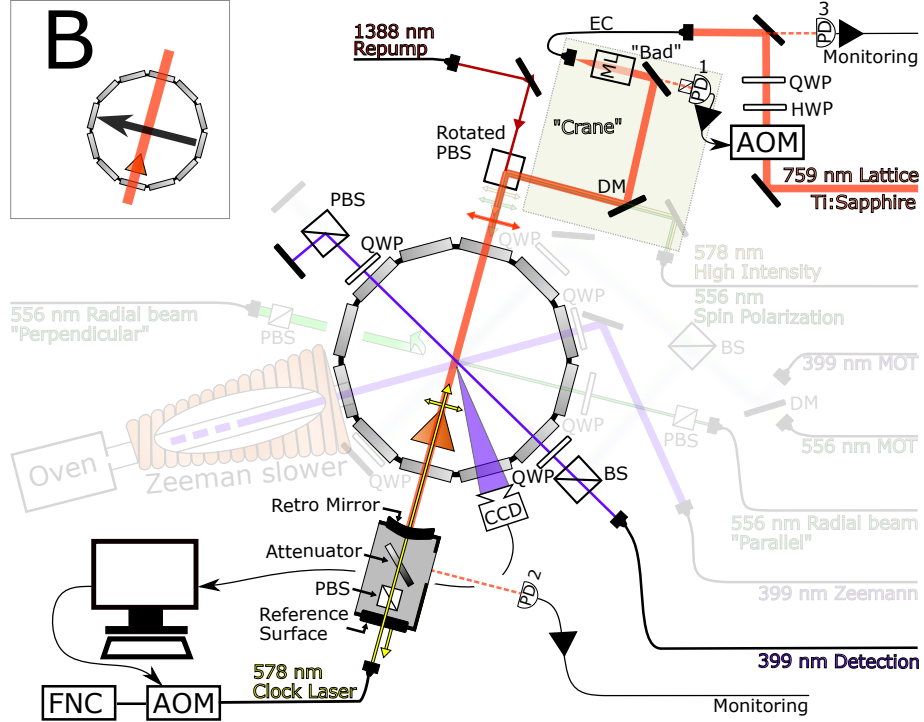 B
1388 nm
Repump
EC
"Bad"
ML
PD
1
3
PD
Monitoring
QWP
HWP
AOM
"Crane"
Rotated
PBS
DM
759 nm Lattice
Ti:Sapphire
PBS
QWP
QWP
578 nm
High Intensity
556 nm
Spin Polarization
556 nm Radial beam
"Perpendicular"
PBS
QWP
BS
399 nm MOT
DM
556 nm MOT
QWP
PBS
Oven
Zeeman slower
QWP
QWP
BS
CCD
556 nm Radial beam
"Parallel"
Retro Mirror
Attenuator
PBS
Reference
Surface
PD
2
399 nm Zeemann
399 nm Detection
578 nm
Clock Laser
FNC
AOM
Monitoring